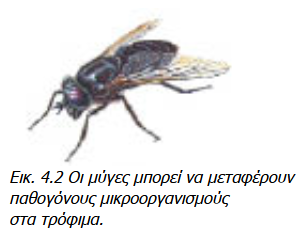 Εικ. 4.2 Οι μύγες μπορεί να μεταφέρουν
παθογόνους μικροοργανισμούς
στα τρόφιμα.